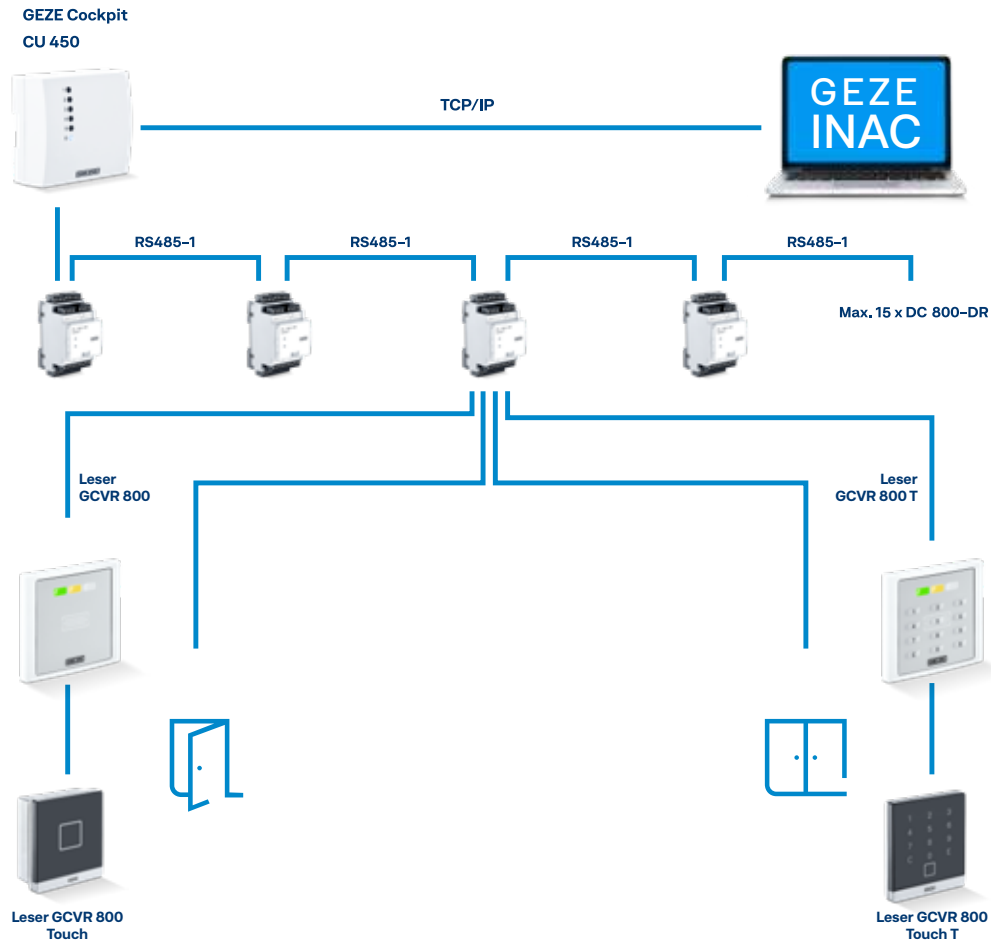 GEZE Cockpit
CU 450
TCP/IP
GEZE
INAC
RS485–1
RS485–1
RS485–1
RS485–1
Max. 15 x DC 800–DR
Leser
GCVR 800
Leser
GCVR 800 T
Leser GCVR 800
Touch
Leser GCVR 800
Touch T